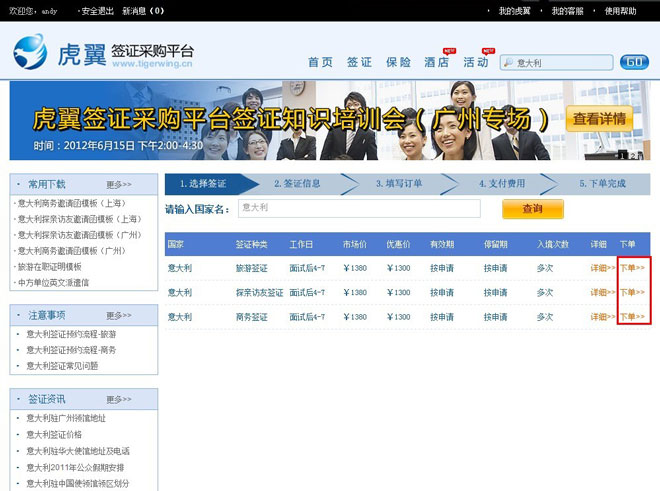 欢迎您，andy ·安全退出 新消息（0） · 我的虎翼 · 我的客服 · 使用帮助
虎翼 签证采购平台
www.tigerwing.cn
首页 签证 保险 酒店 NEW 活动 NEW 意大利 GO
虎翼签证采购平台签证知识培训会（广州专场） 查看详情
时间：2012年6月15日 下午2:00-4:30
1 2
常用下载 更多>>
·意大利商务邀请函模板（上海）
·意大利探亲访友邀请函模板（上海）
·意大利探亲访友邀请函模板（广州）
·意大利商务邀请函模板（广州）
·旅游在职证明模板
·中方单位英文派遣信
注意事项 更多>>
意大利签证预约流程-旅游
意大利签证预约流程-商务
意大利签证常见问题
签证资讯 更多>>
意大利驻广州领馆地址
意大利签证价格
意大利驻华大使馆地址及电话
意大利2011年公众假期安排
意大利驻中国使领馆领区划分
1.选择签证 2.签证信息 3.填写订单 4.支付费用 5.下单完成
请输入国家名： 意大利 查询
国家 签证种类 工作日 市场价 优惠价 有效期 停留期 入境次数 详细 下单
意大利 旅游签证 面试后4-7 ￥1380 ￥1300 按申请 按申请 多次 详细>> 下单>>
意大利 探亲访友签证 面试后4-7 ￥1380 ￥1300 按申请 按申请 多次 详细>> 下单>>
意大利 商务签证 面试后4-7 ￥1380 ￥1300 按申请 按申请 多次 详细>> 下单>>